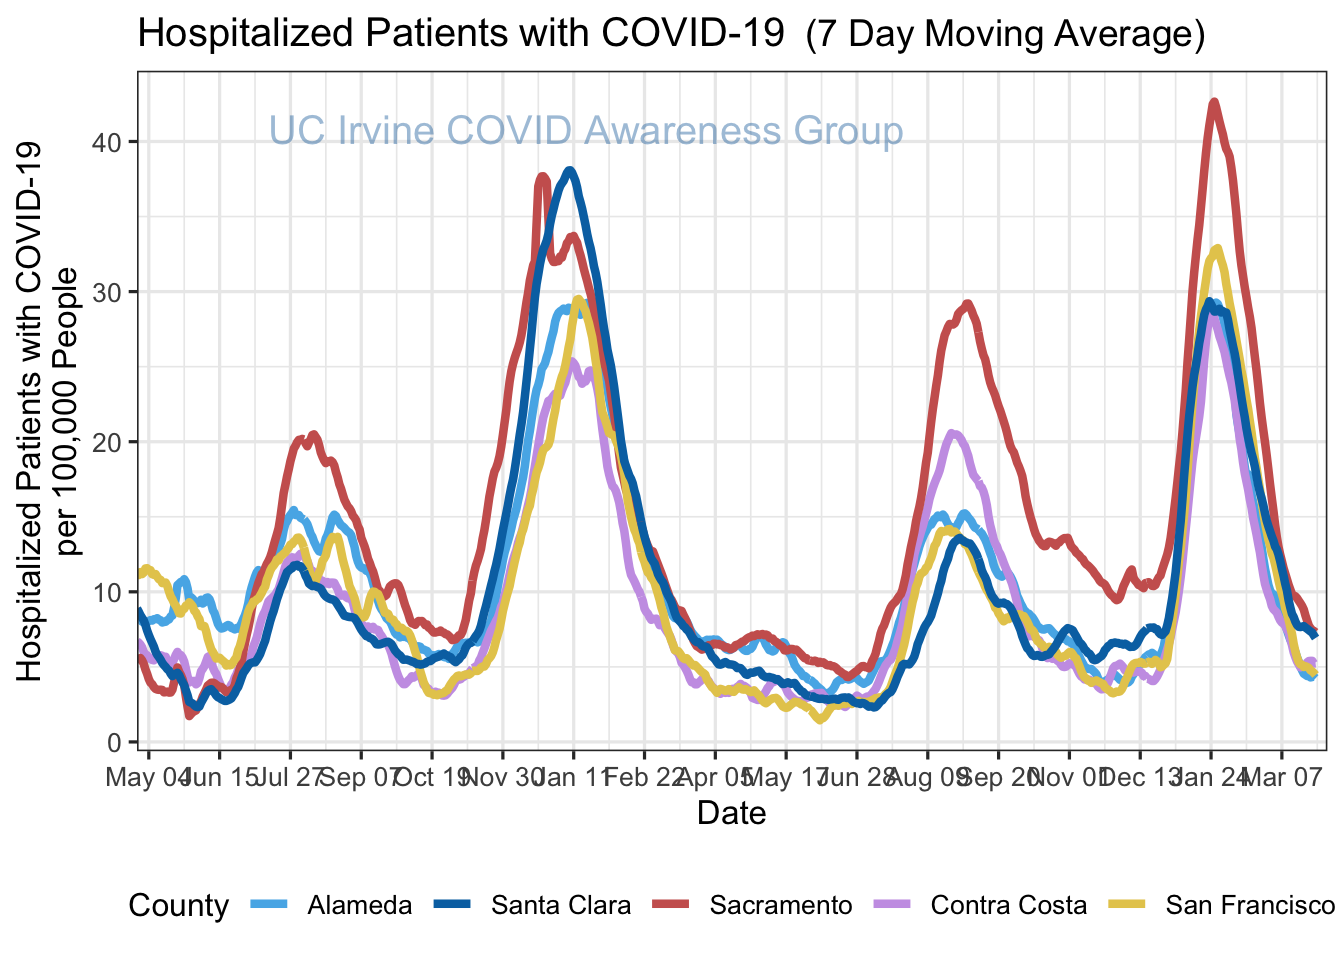 Hospitalized Patients with COVID-19 (7 Day Moving Average)
UC Irvine COVID Awareness Group
Hospitalized Patients with COVID-19
per 100,000 People
40
30
20
10
0
May 04 Jun 15 Jul 27 Sep 07 Oct 19 Nov 30 Jan 11 Feb 22 Apr 05 May 17 Jun 28 Aug 09 Sep 20 Nov 01 Dec 13 Jan 24 Mar 07
Date
County Alameda Santa Clara Sacramento Contra Costa San Francisco